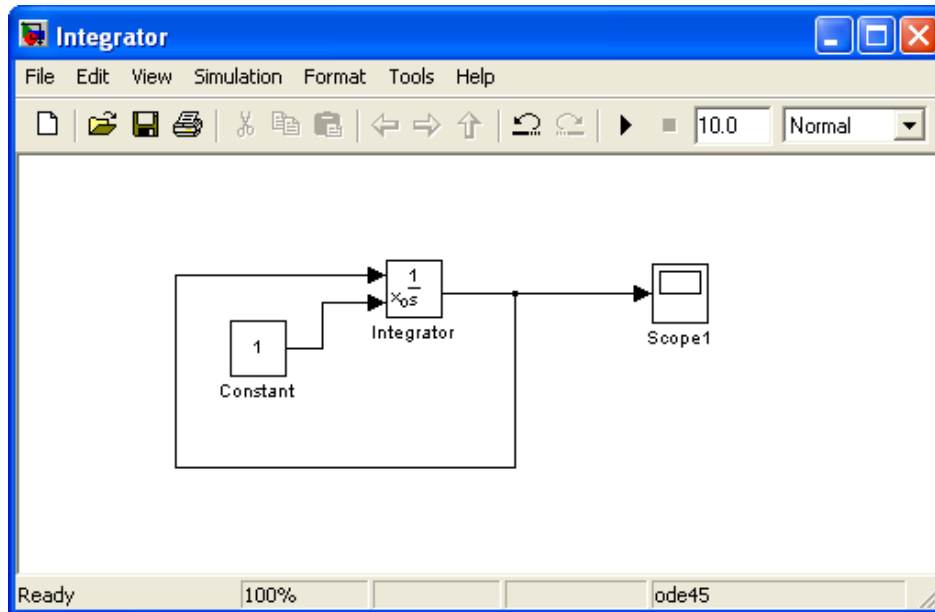 Integrator
File Edit View Simulation Format Tools Help
10.0 Normal
1
x₀ s
Integrator
1
Constant
Scope1
Ready 100% ode45